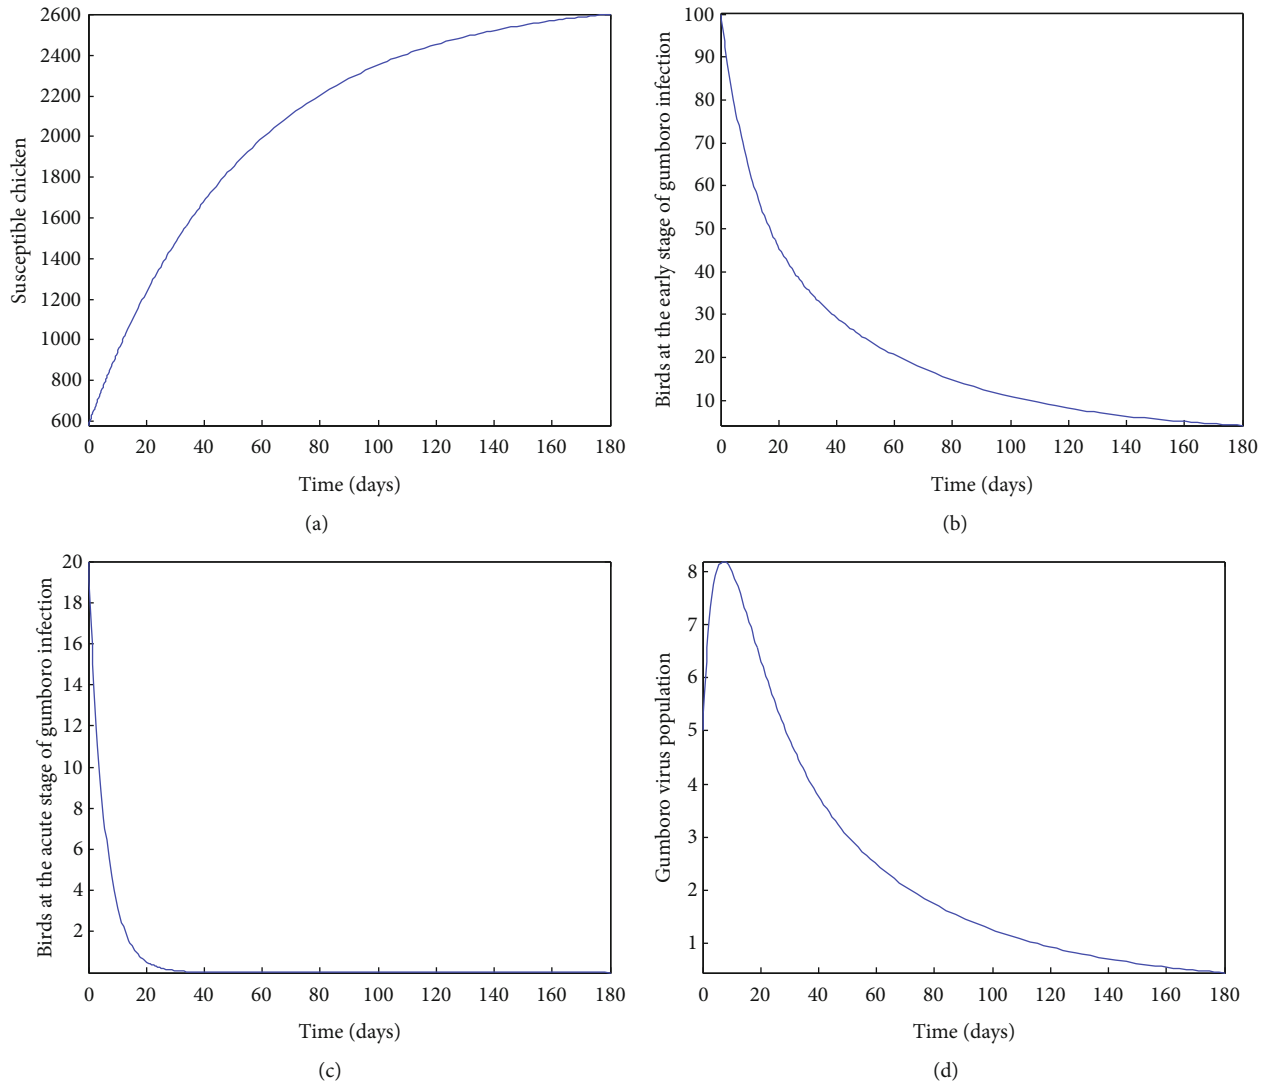 Susceptible chicken
2600
2400
2200
2000
1800
1600
1400
1200
1000
800
600
0 20 40 60 80 100 120 140 160 180
Time (days)
(a)
Birds at the early stage of gumboro infection
100
90
80
70
60
50
40
30
20
10
0 20 40 60 80 100 120 140 160 180
Time (days)
(b)
Birds at the acute stage of gumboro infection
20
18
16
14
12
10
8
6
4
2
0 20 40 60 80 100 120 140 160 180
Time (days)
(c)
Gumboro virus population
8
7
6
5
4
3
2
1
0 20 40 60 80 100 120 140 160 180
Time (days)
(d)